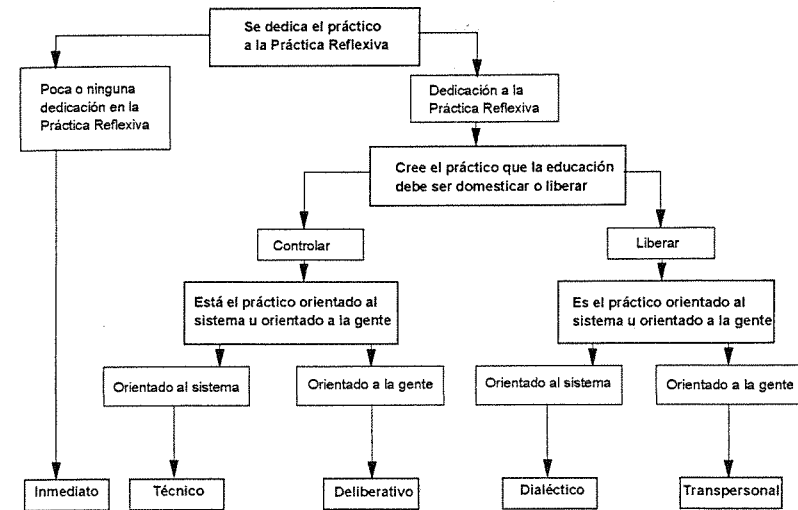 Se dedica el práctico
a la Práctica Reflexiva
Poca o ninguna
dedicación en la
Práctica Reflexiva
Dedicación a la
Práctica Reflexiva
Cree el práctico que la educación
debe ser domesticar o liberar
Controlar
Liberar
Está el práctico orientado al
sistema u orientado a la gente
Es el práctico orientado al
sistema u orientado a la gente
Orientado al sistema
Orientado a la gente
Orientado al sistema
Orientado a la gente
Inmediato
Técnico
Deliberativo
Dialéctico
Transpersonal